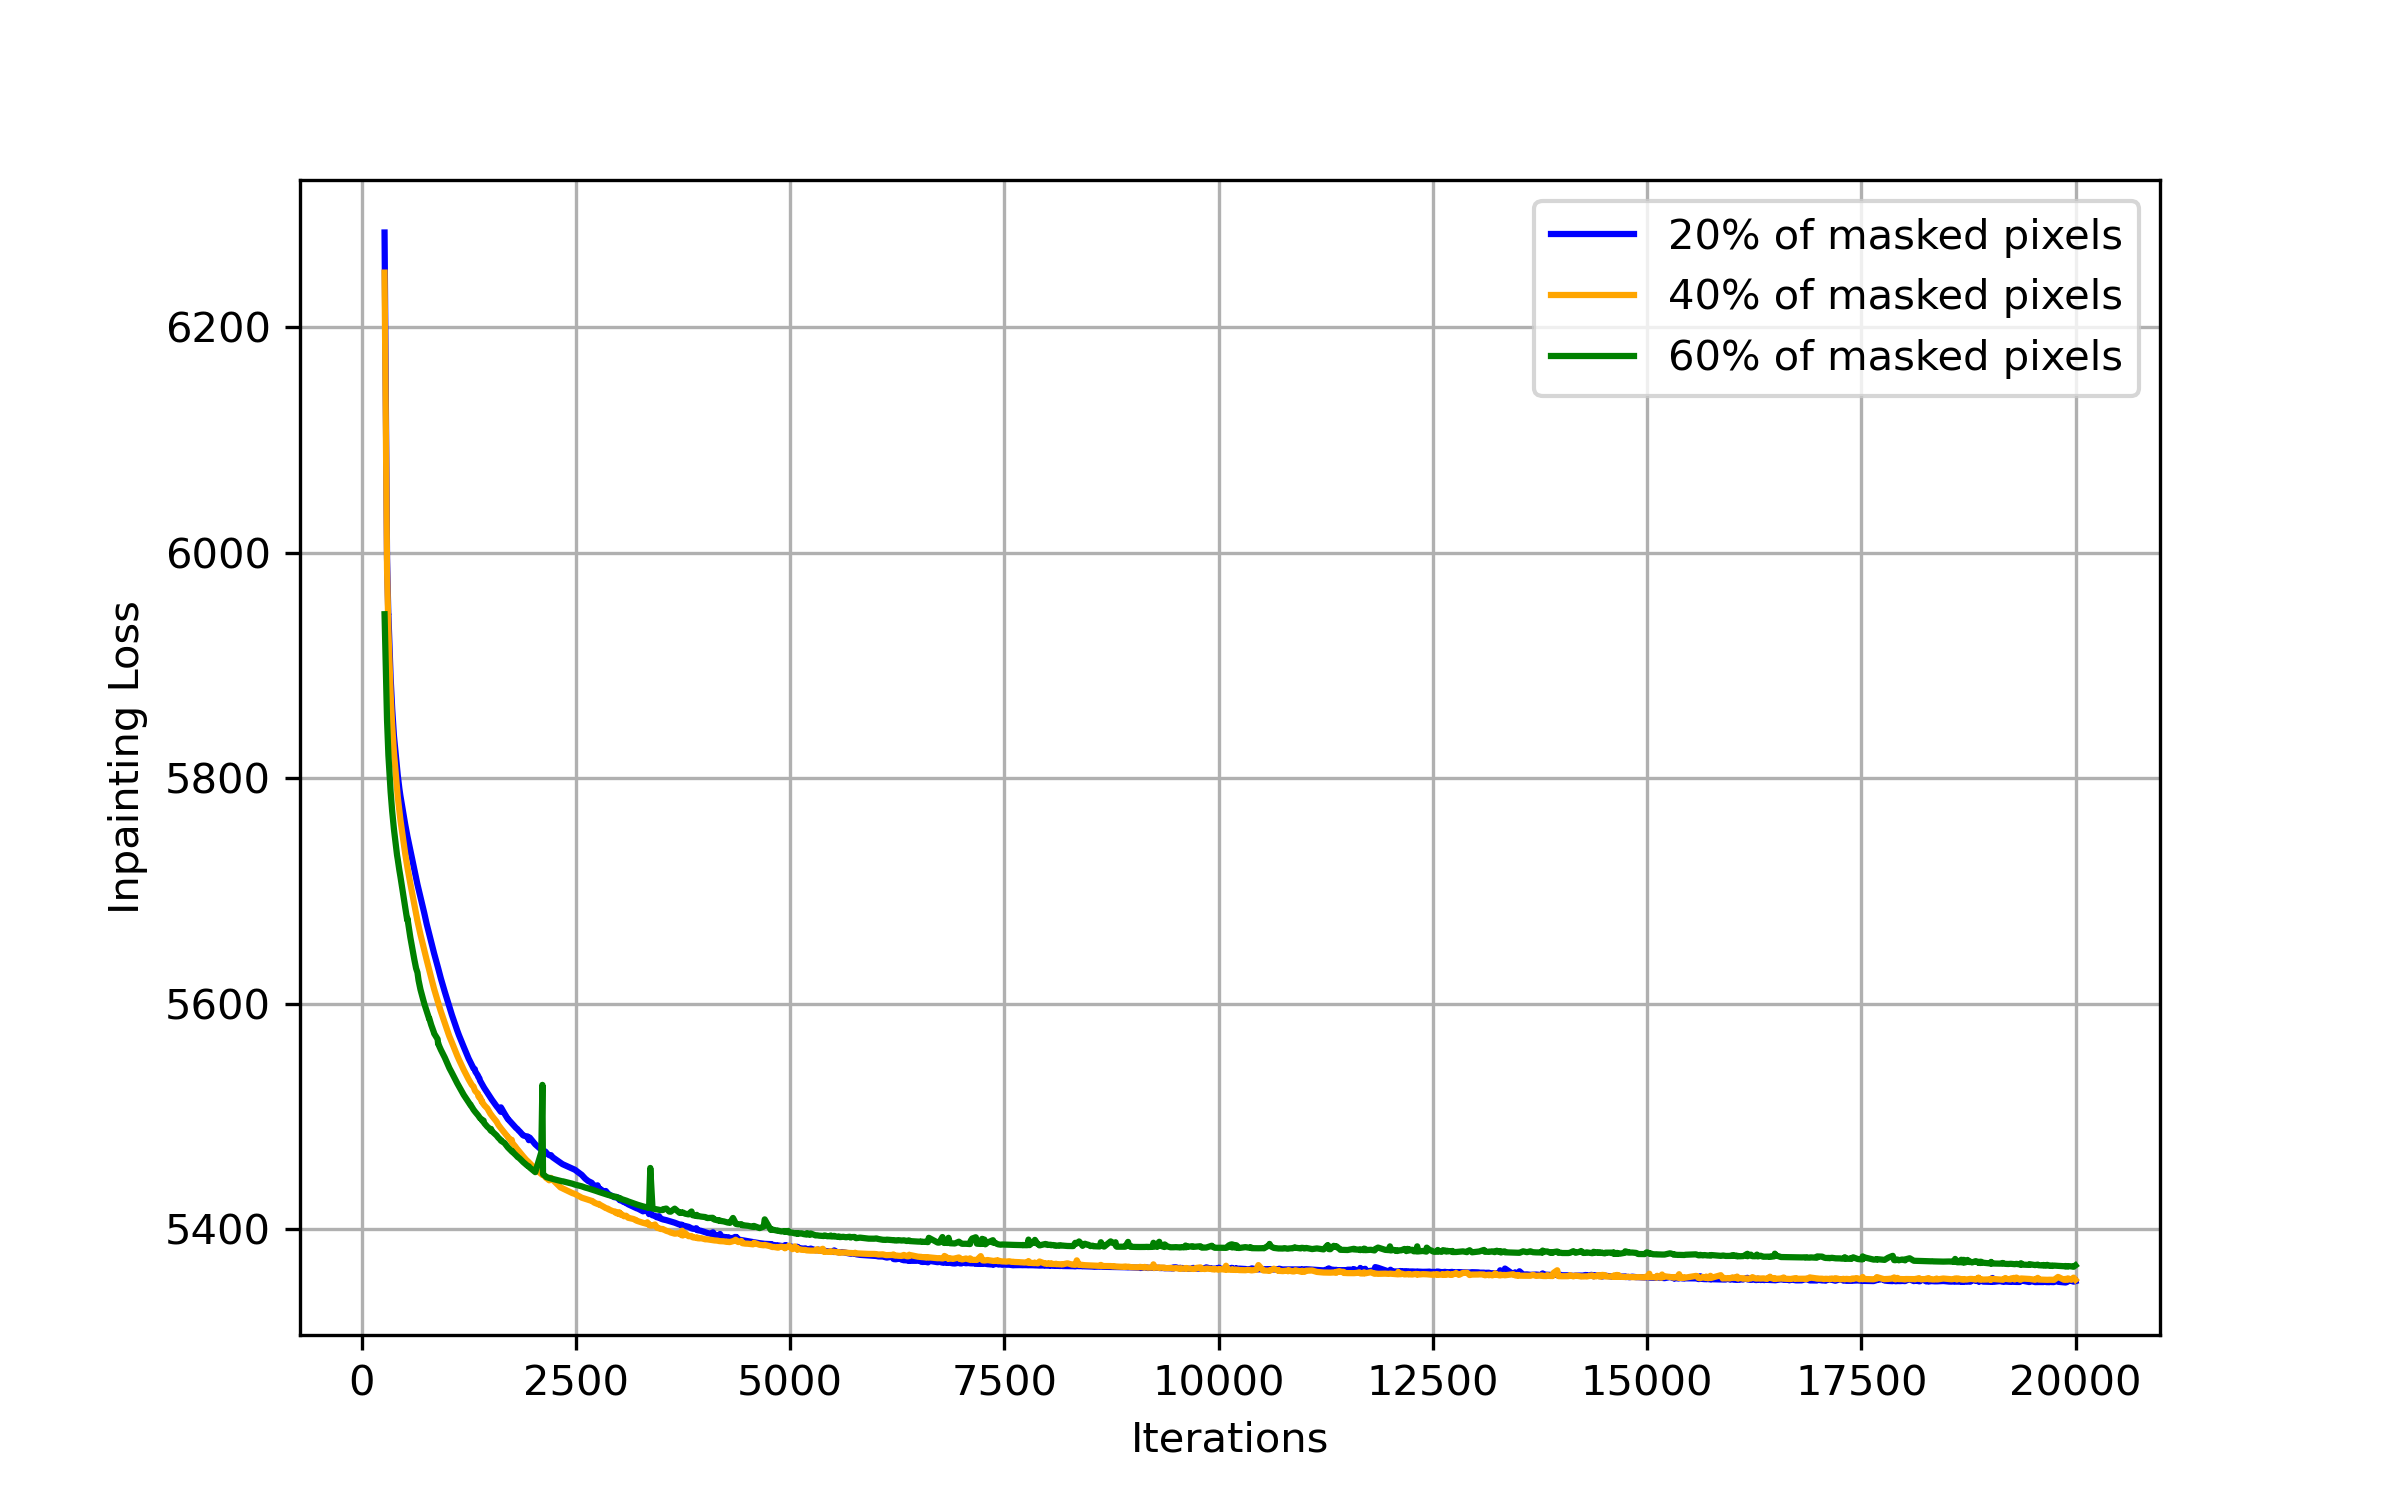 20% of masked pixels
40% of masked pixels
60% of masked pixels
6200
6000
5800
5600
5400
Inpainting Loss
0 2500 5000 7500 10000 12500 15000 17500 20000
Iterations